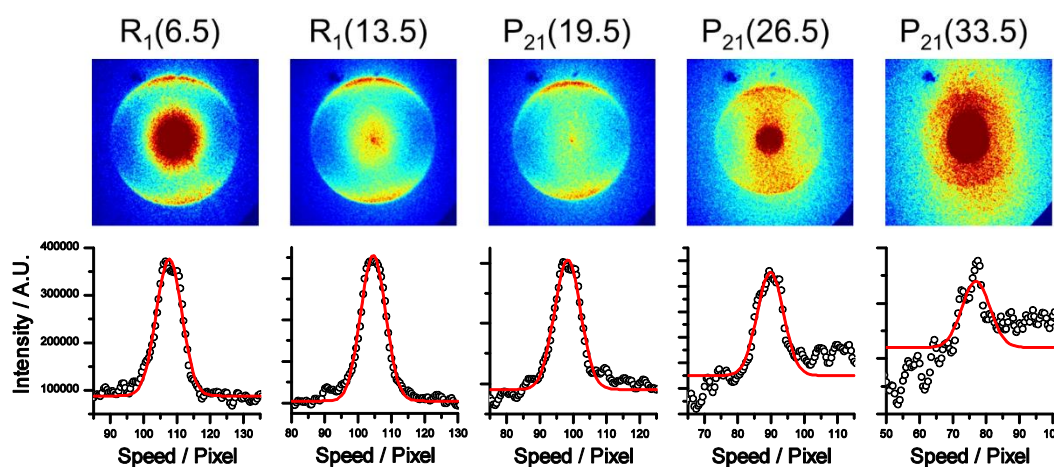 R₁(6.5) R₁(13.5) P₂₁(19.5) P₂₁(26.5) P₂₁(33.5)
Intensity / A.U.
400000
300000
200000
100000
90 100 110 120 130
80 90 100 110 120 130
80 90 100 110 120
70 80 90 100 110
50 60 70 80 90 100
Speed / Pixel Speed / Pixel Speed / Pixel Speed / Pixel Speed / Pixel